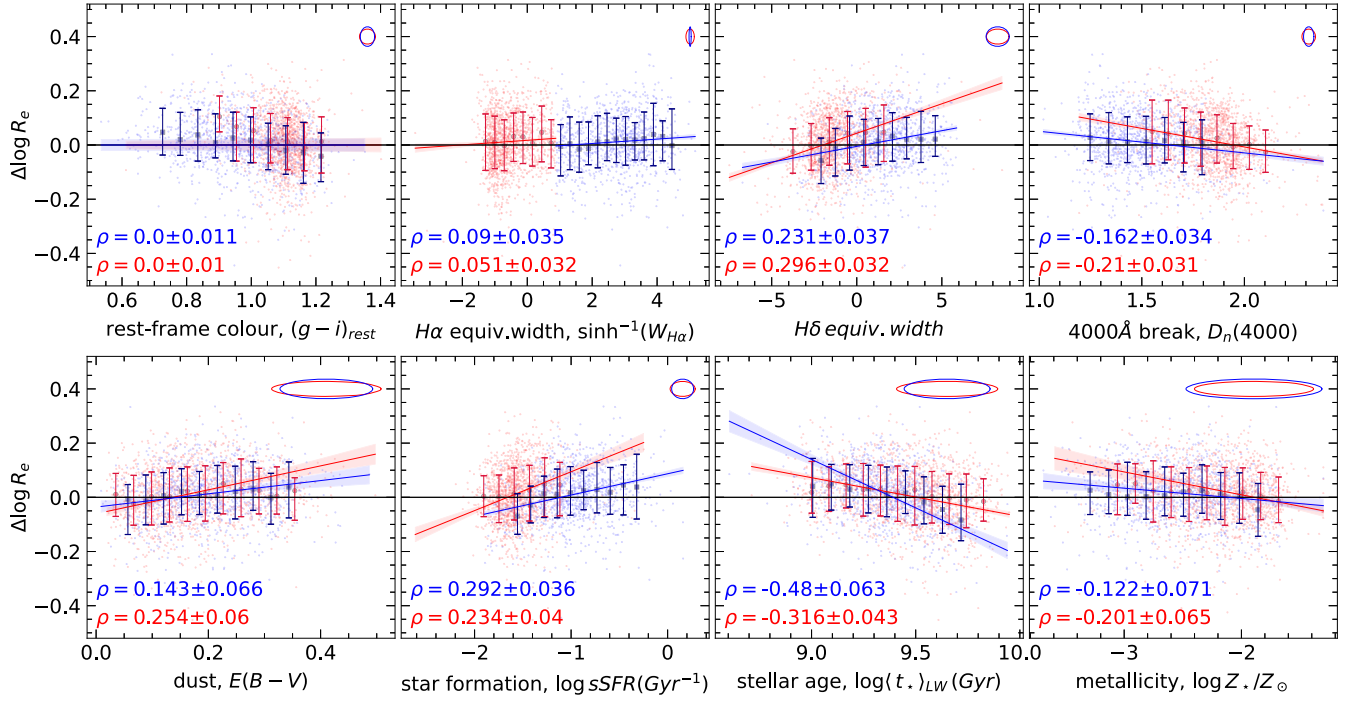 0.4
0.2
0.0
−0.2
−0.4
Δlog Rₑ
ρ = 0.0±0.011
ρ = 0.0±0.01
0.6 0.8 1.0 1.2 1.4
rest-frame colour, (g − i)rest
ρ = 0.09±0.035
ρ = 0.051±0.032
−2 0 2 4
Hα equiv.width, sinh⁻¹(W_Hα)
ρ = 0.231±0.037
ρ = 0.296±0.032
−5 0 5
Hδ equiv. width
ρ = -0.162±0.034
ρ = -0.21±0.031
1.0 1.5 2.0
4000Å break, Dₙ(4000)
0.4
0.2
0.0
−0.2
−0.4
Δlog Rₑ
ρ = 0.143±0.066
ρ = 0.254±0.06
0.0 0.2 0.4
dust, E(B − V)
ρ = 0.292±0.036
ρ = 0.234±0.04
−2 −1 0
star formation, log sSFR(Gyr⁻¹)
ρ = -0.48±0.063
ρ = -0.316±0.043
9.0 9.5 10.0
stellar age, log⟨t⋆⟩LW(Gyr)
ρ = -0.122±0.071
ρ = -0.201±0.065
−3 −2
metallicity, log Z⋆/Z⊙